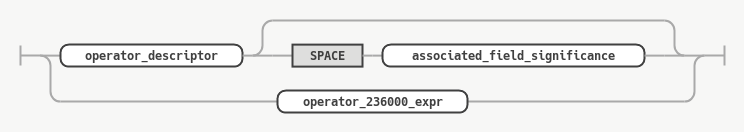 operator_descriptor SPACE associated_field_significance
operator_236000_expr